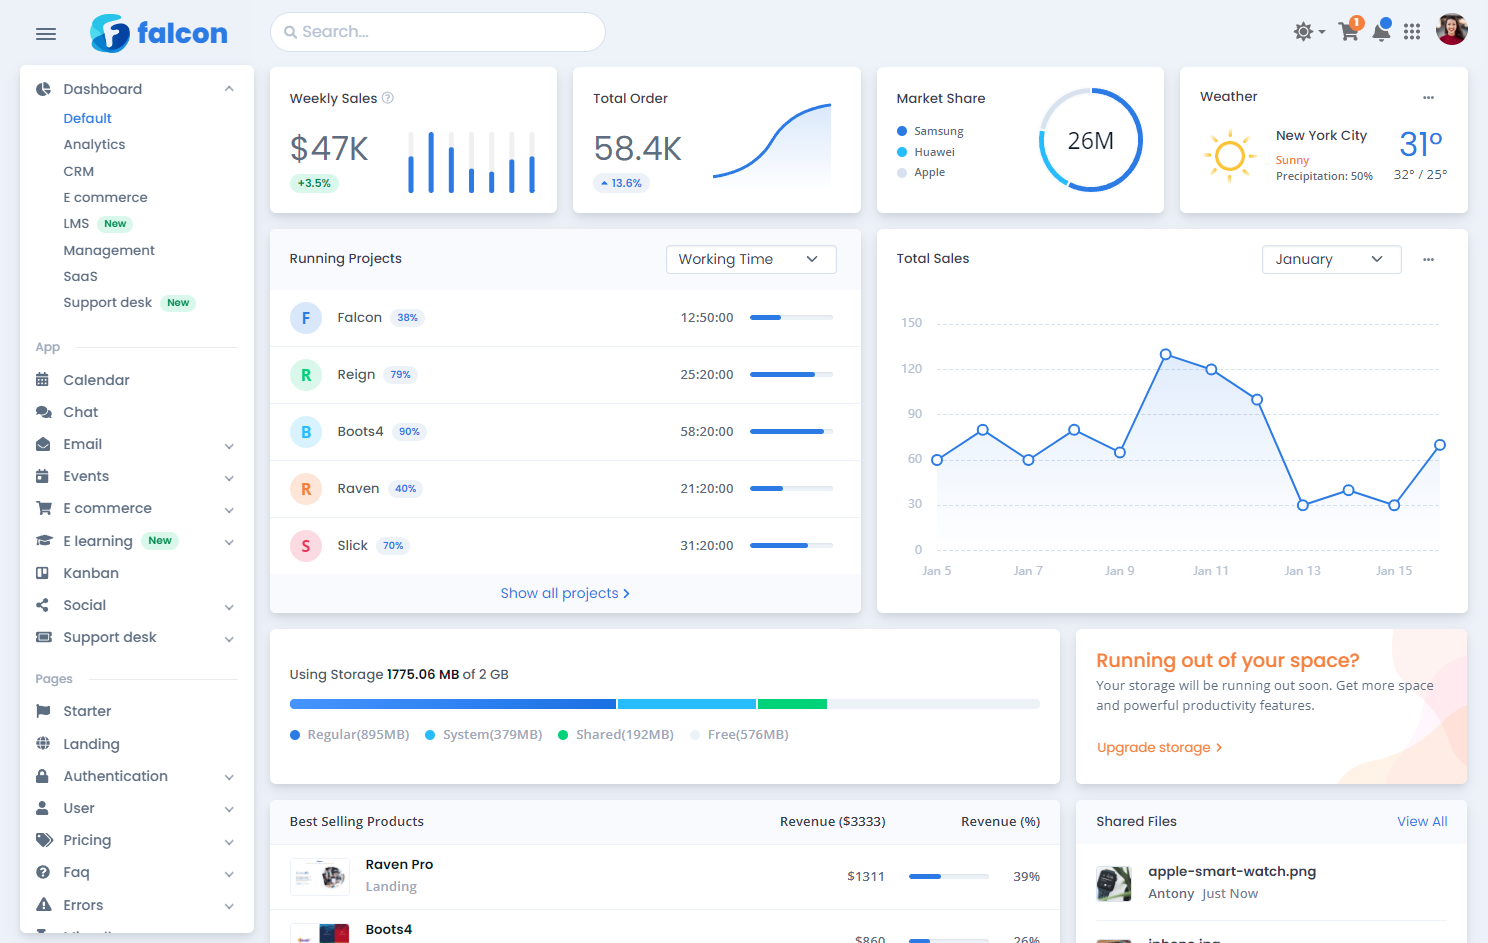 falcon
Search...
1
Dashboard
Default
Analytics
CRM
E commerce
LMS New
Management
SaaS
Support desk New
App
Calendar
Chat
Email
Events
E commerce
E learning New
Kanban
Social
Support desk
Pages
Starter
Landing
Authentication
User
Pricing
Faq
Errors
Weekly Sales
$47K
+3.5%
Total Order
58.4K
13.6%
Market Share
Samsung
Huawei
Apple
26M
Weather
New York City
Sunny
Precipitation: 50%
31°
32° / 25°
Running Projects
Working Time
F Falcon 38% 12:50:00
R Reign 79% 25:20:00
B Boots4 90% 58:20:00
R Raven 40% 21:20:00
S Slick 70% 31:20:00
Show all projects
Total Sales
January
150
120
90
60
30
0
Jan 5 Jan 7 Jan 9 Jan 11 Jan 13 Jan 15
Using Storage 1775.06 MB of 2 GB
Regular(895MB) System(379MB) Shared(192MB) Free(576MB)
Running out of your space?
Your storage will be running out soon. Get more space
and powerful productivity features.
Upgrade storage
Best Selling Products Revenue ($3333) Revenue (%)
Raven Pro
Landing
$1311 39%
Boots4
$860 26%
Shared Files View All
apple-smart-watch.png
Antony Just Now
iphone.jpg